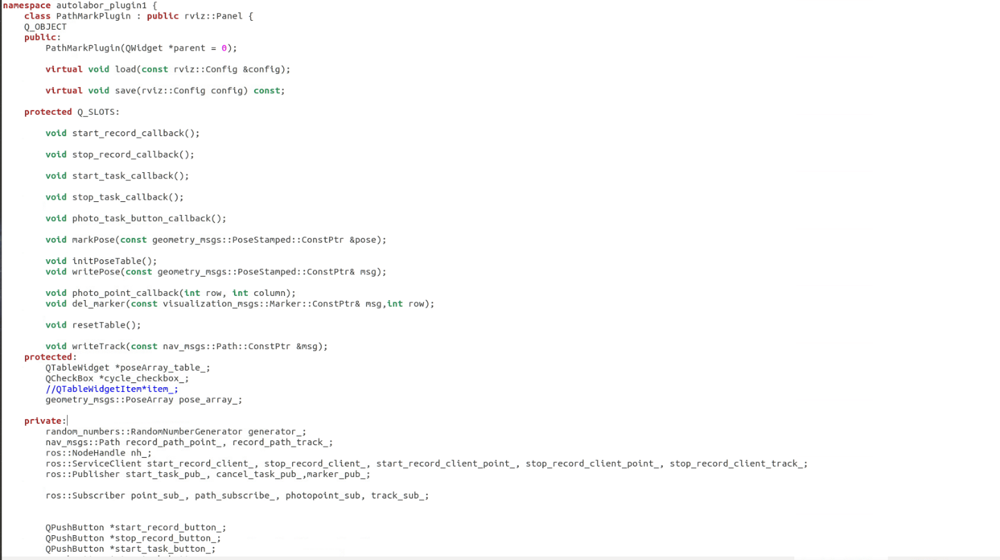 namespace autolabor_plugin1 {
    class PathMarkPlugin : public rviz::Panel {
    Q_OBJECT
    public:
        PathMarkPlugin(QWidget *parent = 0);

        virtual void load(const rviz::Config &config);

        virtual void save(rviz::Config config) const;

    protected Q_SLOTS:

        void start_record_callback();

        void stop_record_callback();

        void start_task_callback();

        void stop_task_callback();

        void photo_task_button_callback();

        void markPose(const geometry_msgs::PoseStamped::ConstPtr &pose);

        void initPoseTable();
        void writePose(const geometry_msgs::PoseStamped::ConstPtr& msg);

        void photo_point_callback(int row, int column);
        void del_marker(const visualization_msgs::Marker::ConstPtr& msg,int row);

        void resetTable();

        void writeTrack(const nav_msgs::Path::ConstPtr &msg);
    protected:
        QTableWidget *poseArray_table_;
        QCheckBox *cycle_checkbox_;
        //QTableWidgetItem*item_;
        geometry_msgs::PoseArray pose_array_;

    private:
        random_numbers::RandomNumberGenerator generator_;
        nav_msgs::Path record_path_point_, record_path_track_;
        ros::NodeHandle nh_;
        ros::ServiceClient start_record_client_, stop_record_client_, start_record_client_point_, stop_record_client_point_, stop_record_client_track_;
        ros::Publisher start_task_pub_, cancel_task_pub_,marker_pub_;

        ros::Subscriber point_sub_, path_subscribe_, photopoint_sub, track_sub_;


        QPushButton *start_record_button_;
        QPushButton *stop_record_button_;
        QPushButton *start_task_button_;